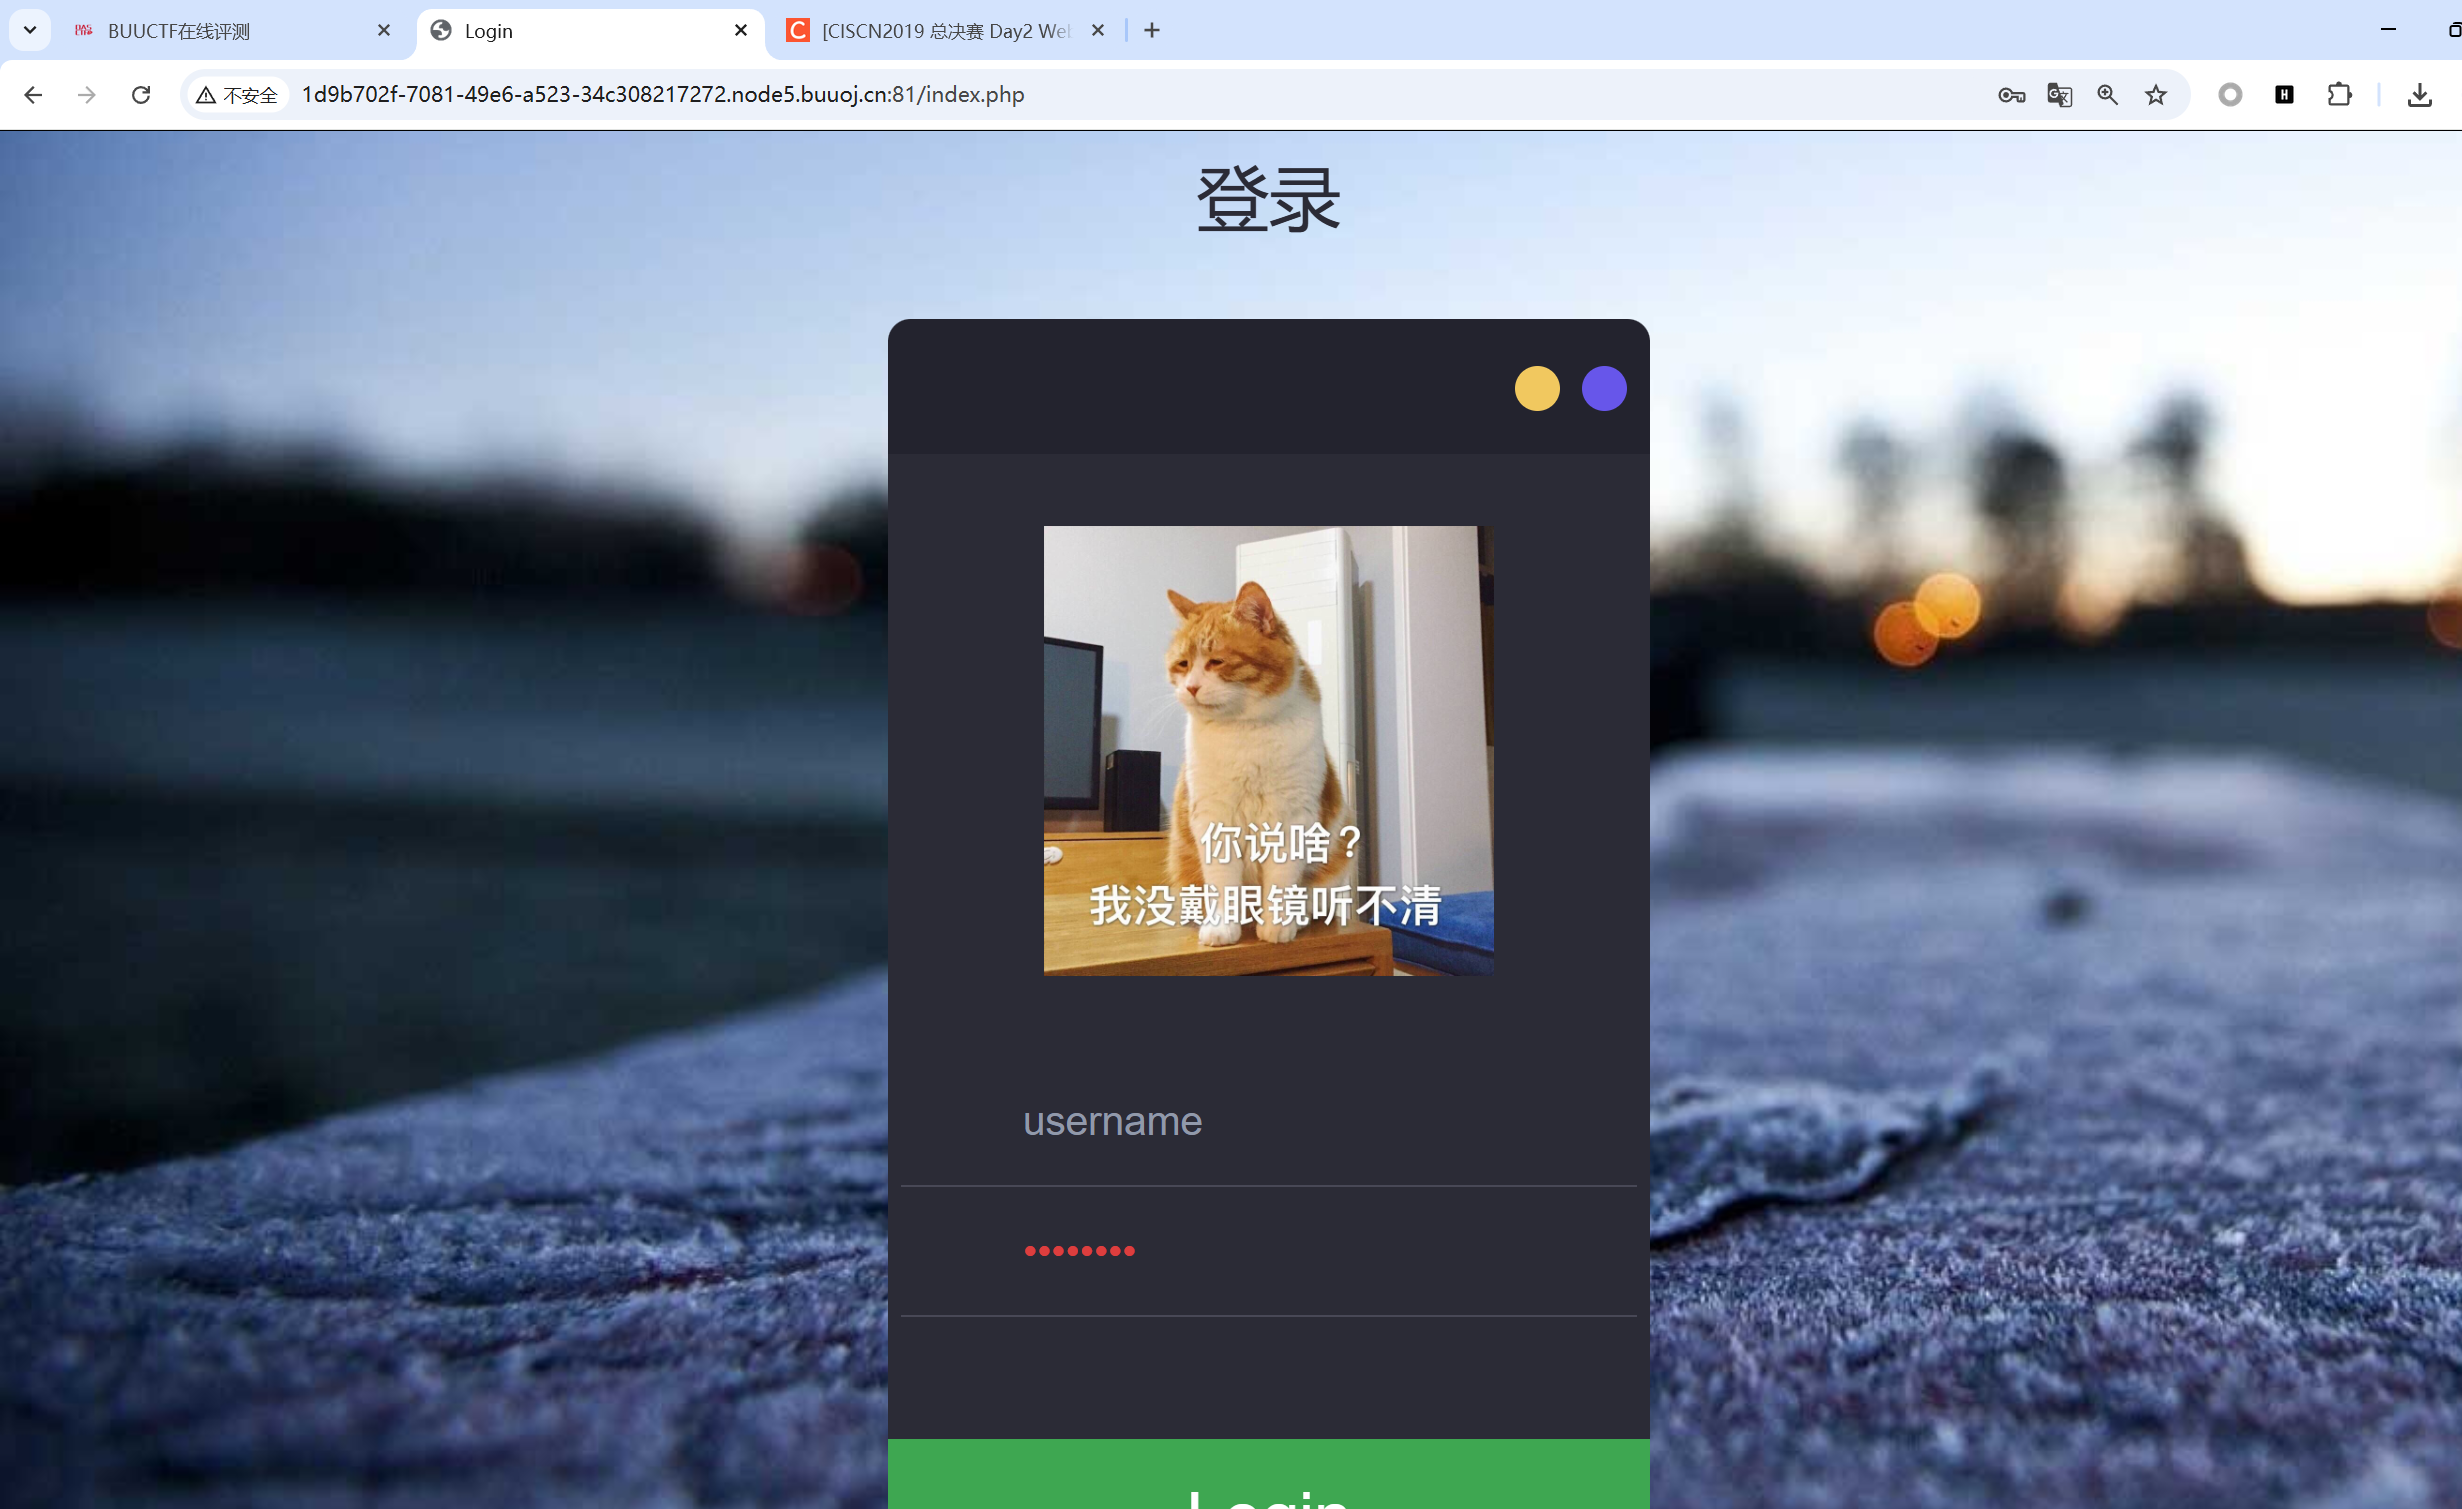 BUUCTF在线评测
Login
[CISCN2019 总决赛 Day2 Web
不安全
1d9b702f-7081-49e6-a523-34c308217272.node5.buuoj.cn:81/index.php
登录
你说啥？
我没戴眼镜听不清
username
Login